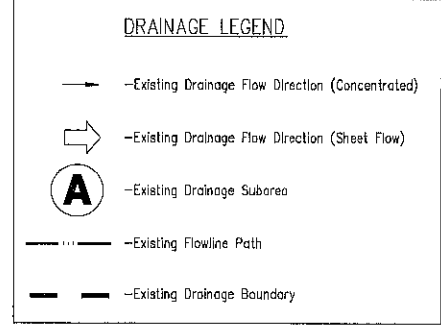 DRAINAGE LEGEND
-Existing Drainage Flow Direction (Concentrated)
-Existing Drainage Flow Direction (Sheet Flow)
A -Existing Drainage Subarea
-Existing Flowline Path
-Existing Drainage Boundary